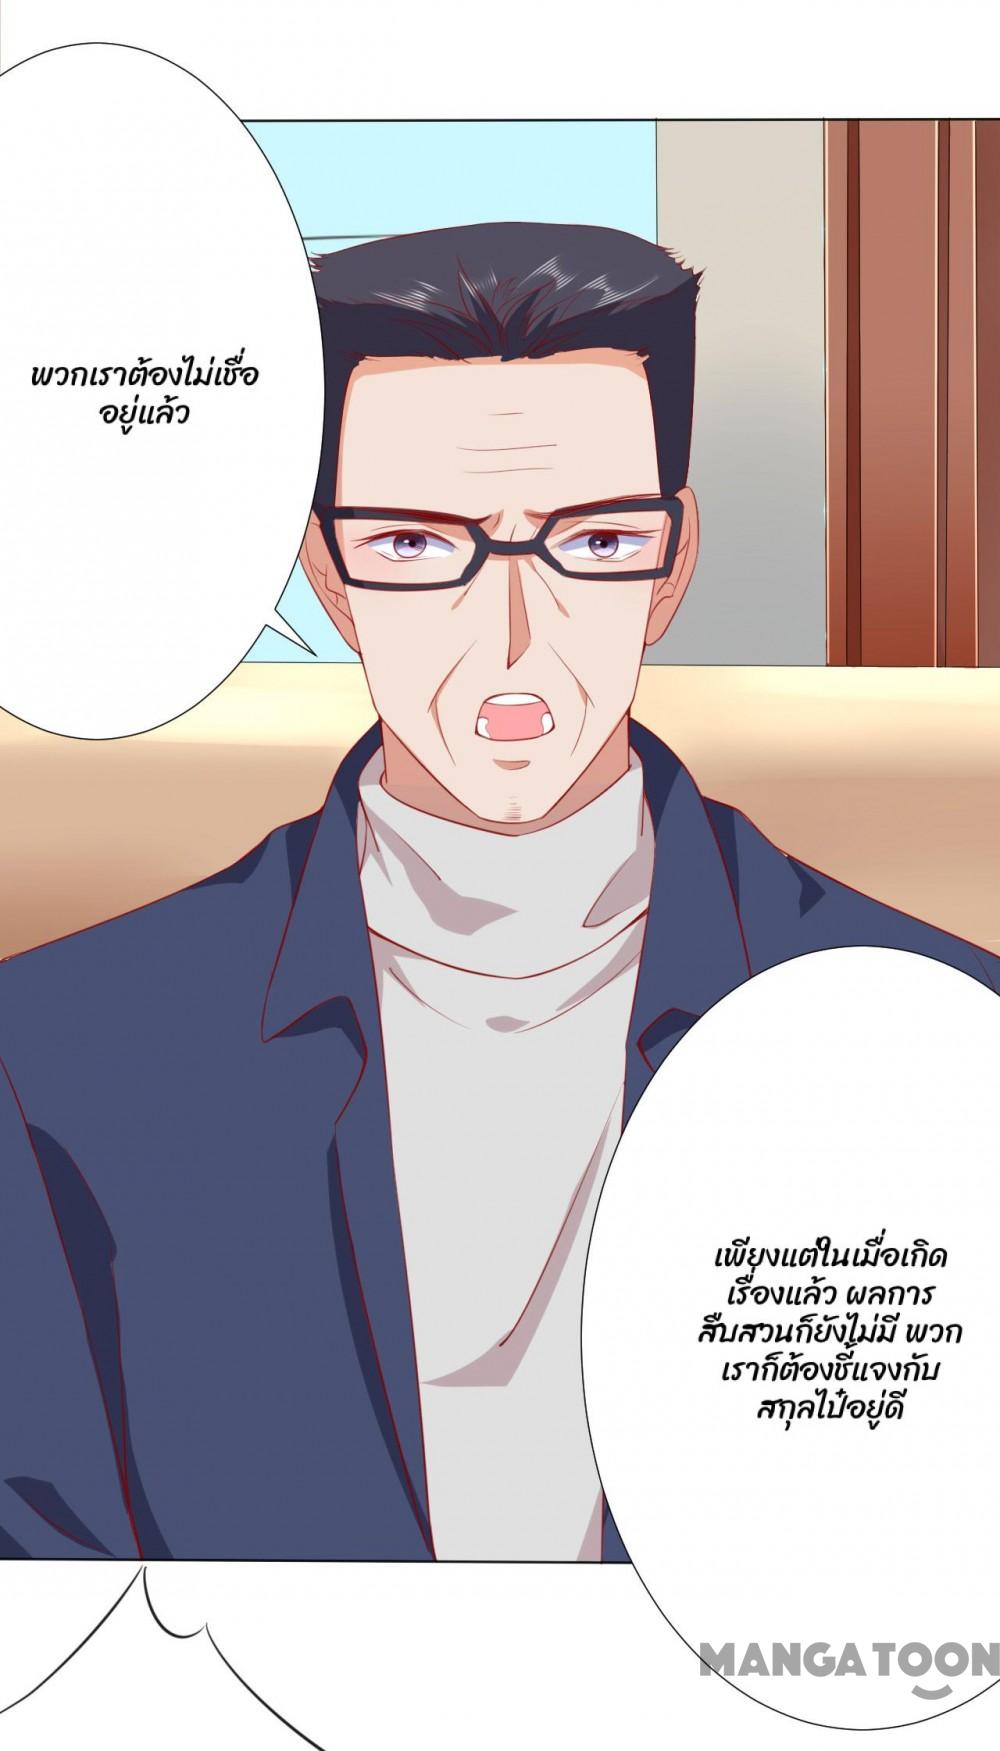 พวกเราต้องไม่เชื่อ
อยู่แล้ว
เพียงแต่ในเมื่อเกิด
เรื่องแล้ว ผลการ
สืบสวนก็ยังไม่มี พวก
เราก็ต้องชี้แจงกับ
สกุลไป๋อยู่ดี
MANGATOON